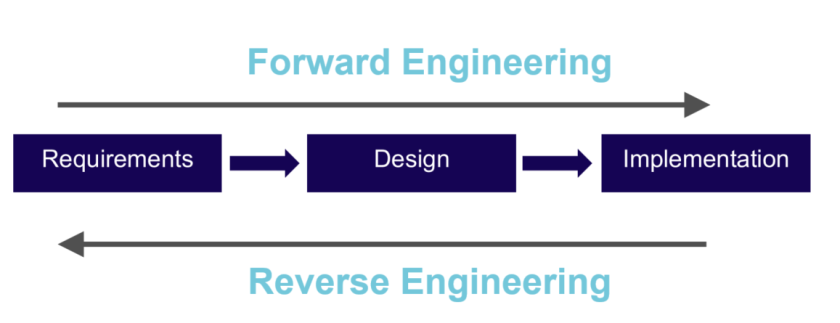 Forward Engineering
Requirements
Design
Implementation
Reverse Engineering